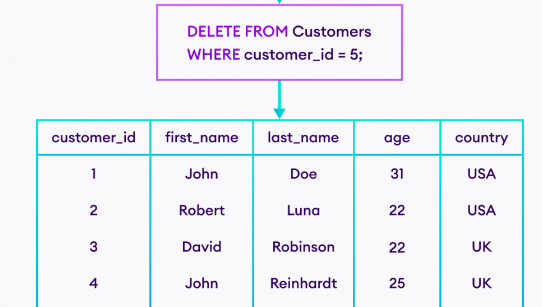 DELETE FROM Customers
WHERE customer_id = 5;
customer_id first_name last_name age country
1 John Doe 31 USA
2 Robert Luna 22 USA
3 David Robinson 22 UK
4 John Reinhardt 25 UK